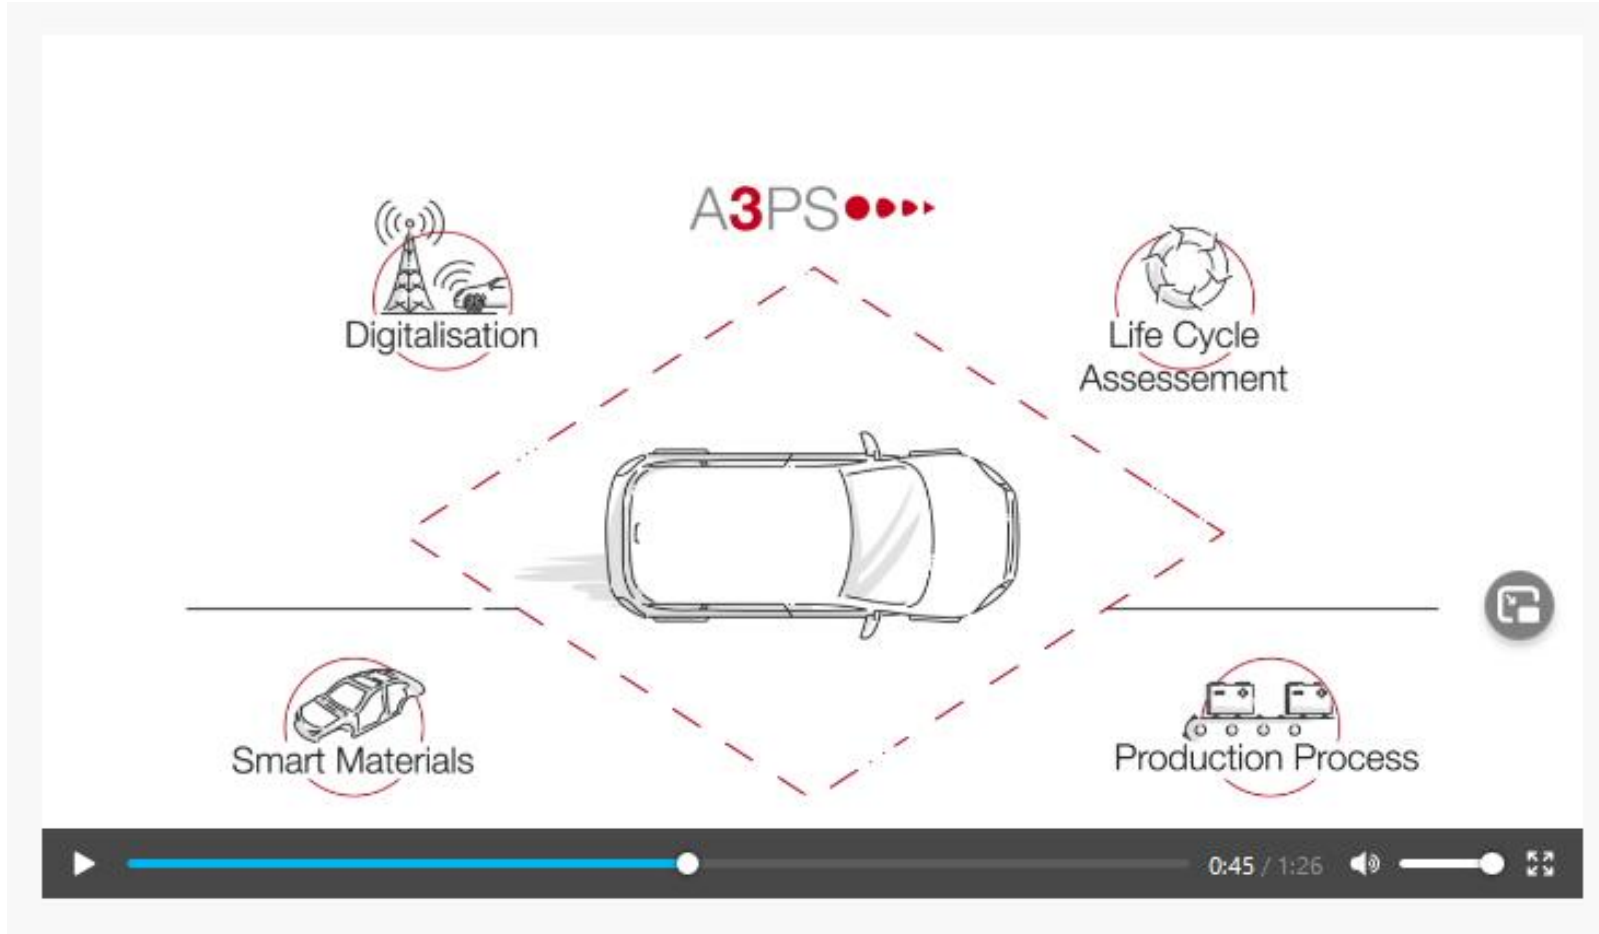 A3PS
Digitalisation
Life Cycle
Assessement
Smart Materials
Production Process
0:45 / 1:26